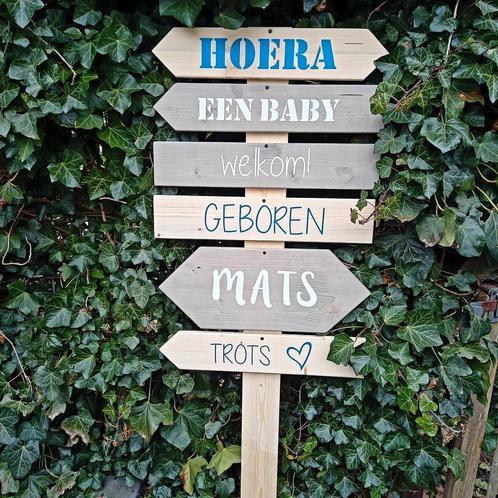 HOERA
EEN BABY
welkom!
GEBOREN
MATS
TROTS ♡